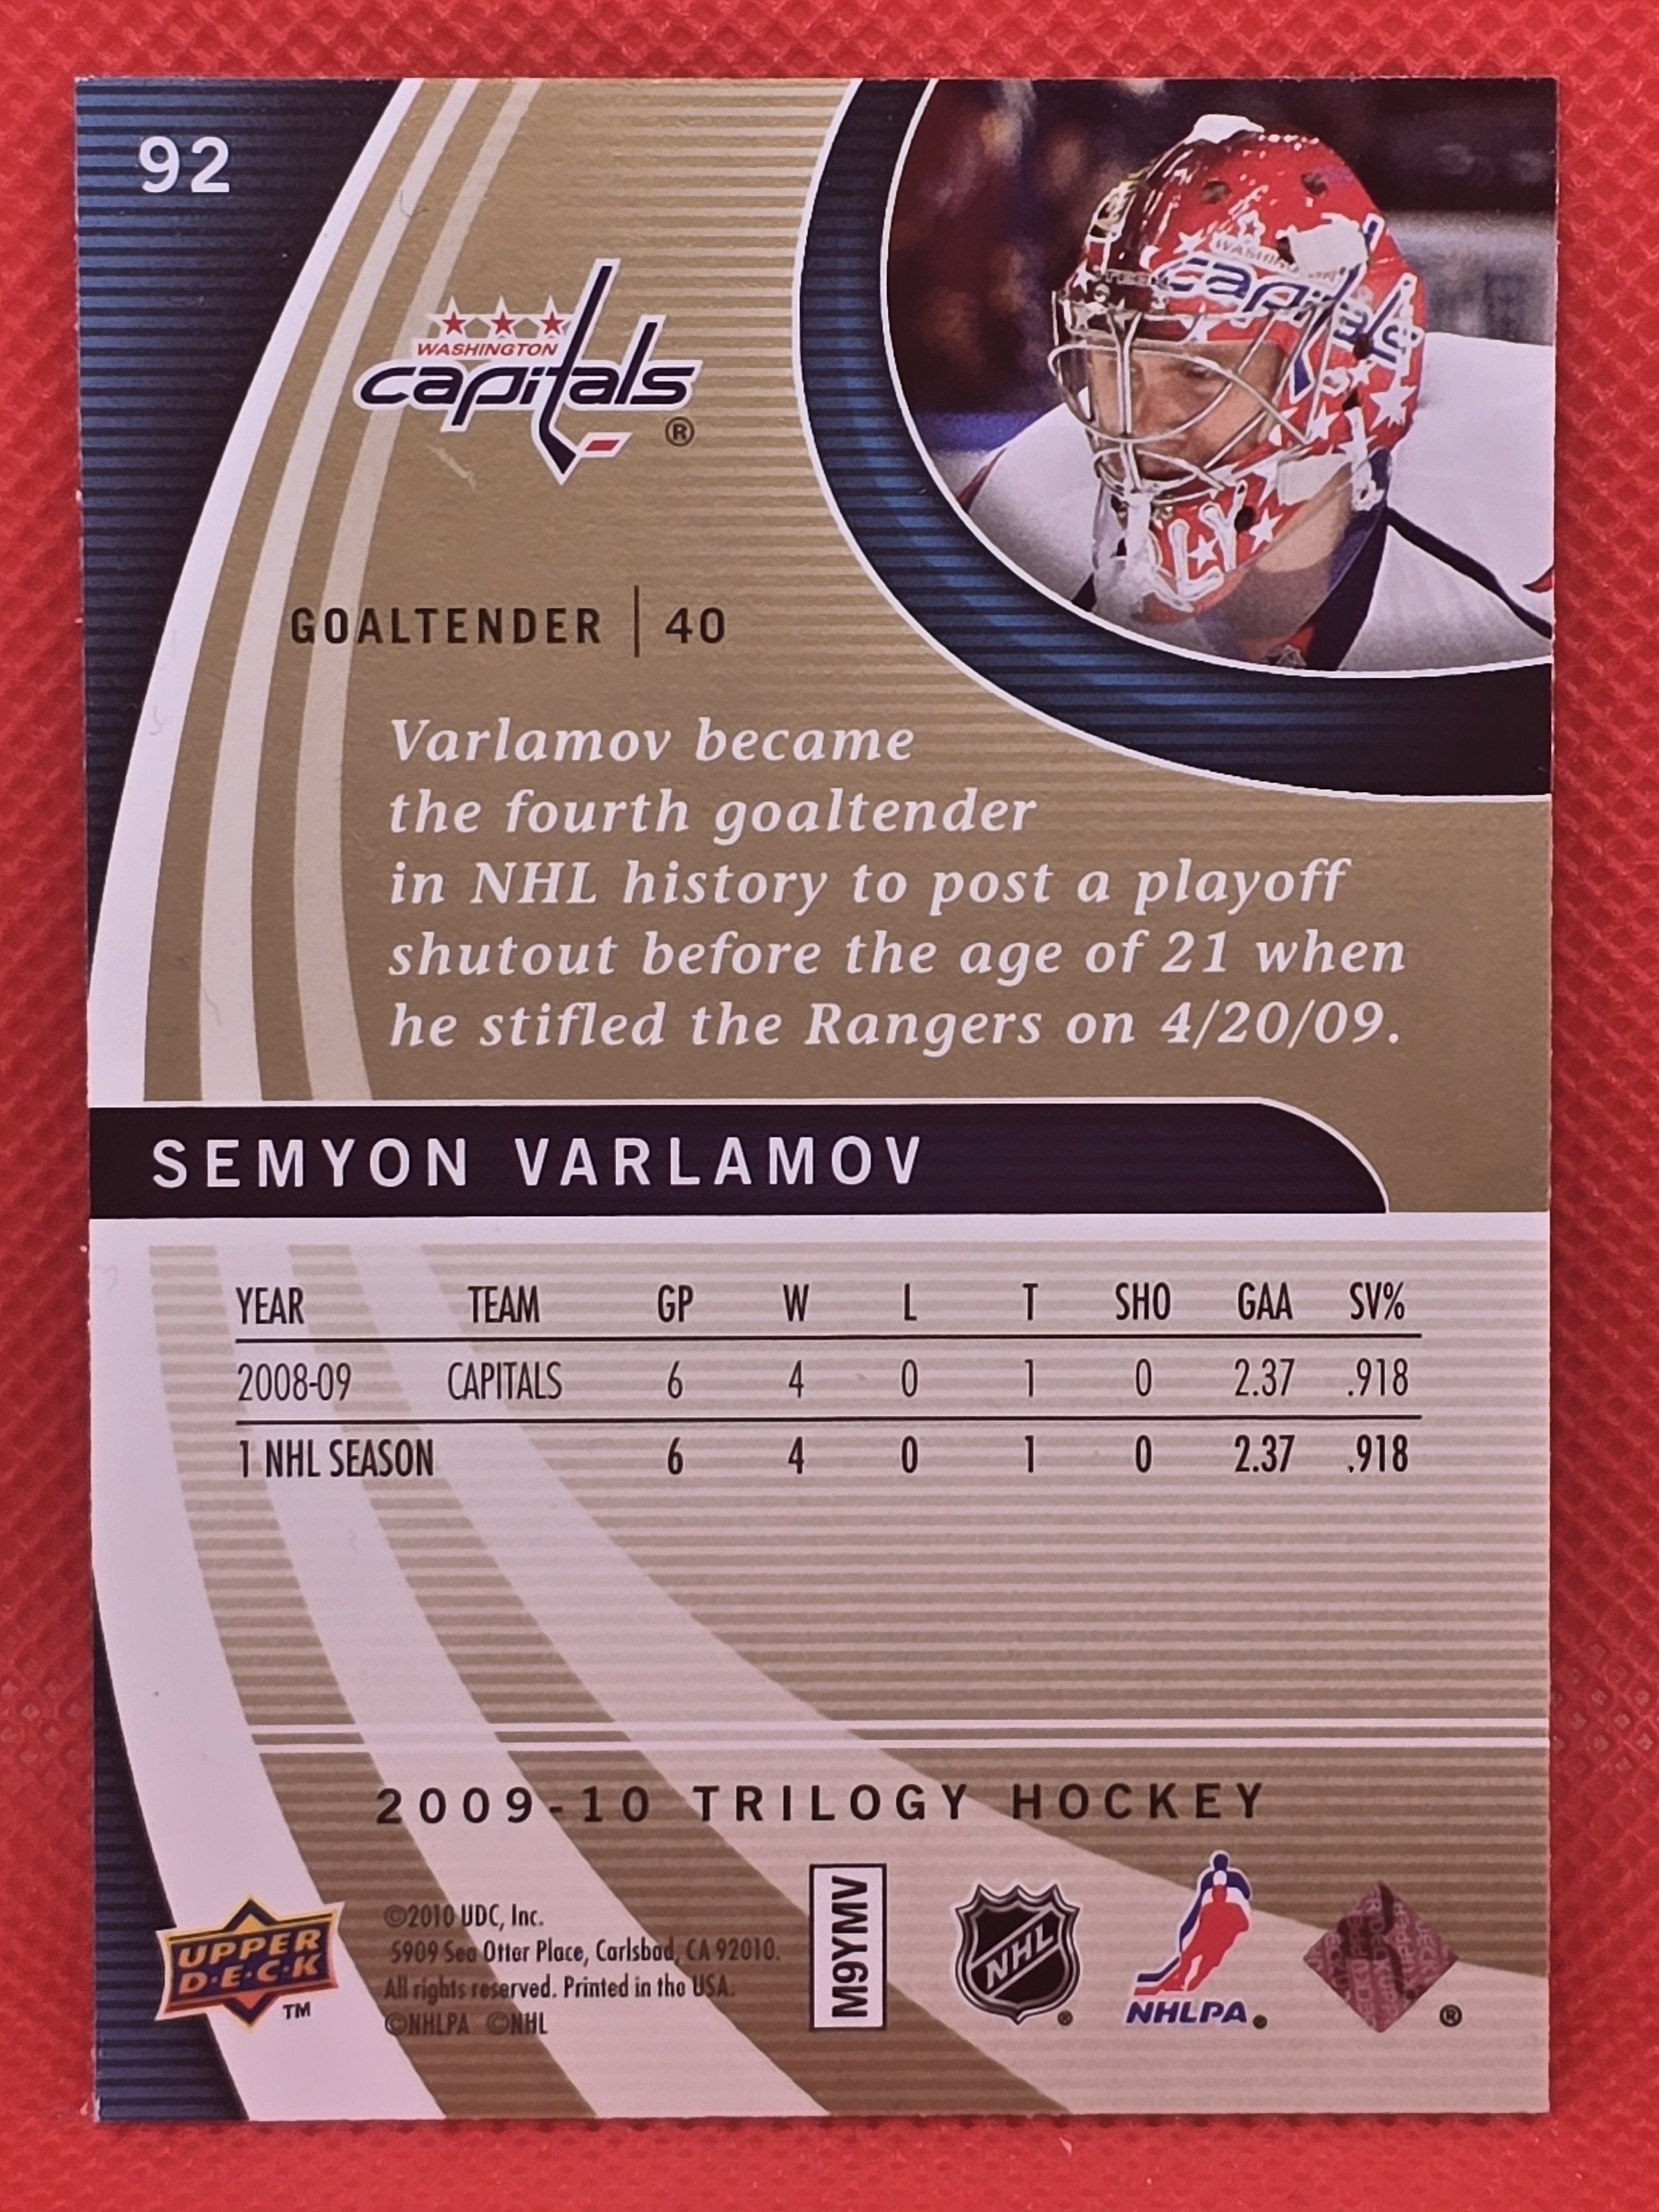 92
WASHINGTON
capitals
®
WASHINGTON
capitals
GOALTENDER | 40
Varlamov became
the fourth goaltender
in NHL history to post a playoff
shutout before the age of 21 when
he stifled the Rangers on 4/20/09.
SEMYON VARLAMOV
YEAR TEAM GP W L T SHO GAA SV%
2008-09 CAPITALS 6 4 0 1 0 2.37 .918
1 NHL SEASON 6 4 0 1 0 2.37 .918
2009-10 TRILOGY HOCKEY
UPPER
D·E·C·K
TM
©2010 UDC, Inc.
5909 Sea Otter Place, Carlsbad, CA 92010.
All rights reserved. Printed in the USA.
©NHLPA ©NHL
M9YMV
NHL
®
NHLPA®
®